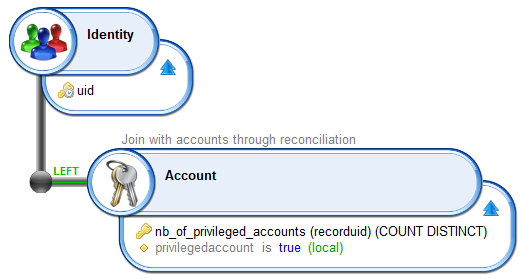 Identity
uid
Join with accounts through reconciliation
LEFT
Account
nb_of_privileged_accounts (recorduid) (COUNT DISTINCT)
privilegedaccount is true (local)